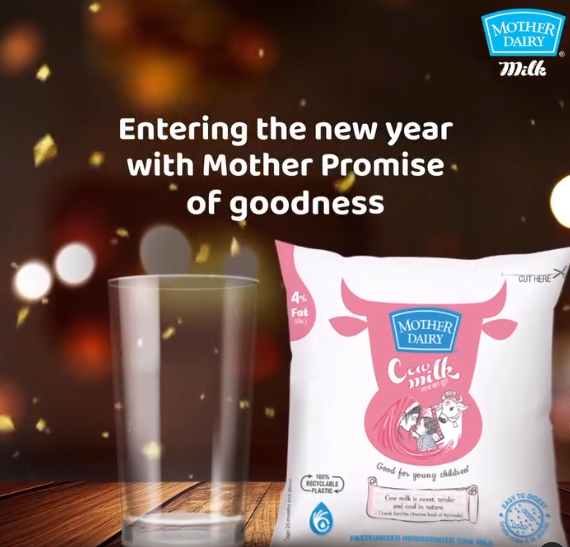 MOTHER
DAIRY
®
Milk
Entering the new year
with Mother Promise
of goodness
CUT HERE
4%
Fat
MOTHER
DAIRY
Cow
milk
Good for young children*
100%
RECYCLABLE
PLASTIC
Cow milk is sweet, tender
and cool in nature.
EASY TO DIGEST
PASTEURISED HOMOGENIZED COW MILK